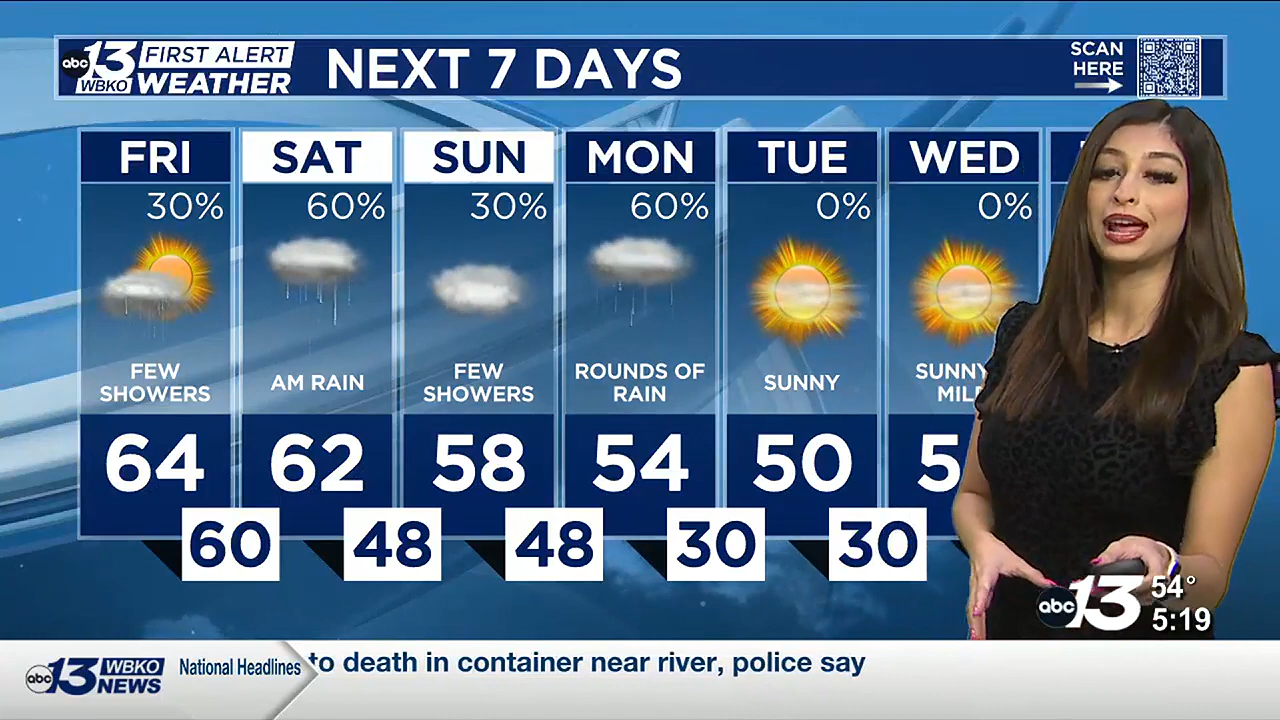 abc 13 WBKO FIRST ALERT WEATHER
NEXT 7 DAYS
SCAN HERE
FRI SAT SUN MON TUE WED
30% 60% 30% 60% 0% 0%
FEW SHOWERS
AM RAIN
FEW SHOWERS
ROUNDS OF RAIN
SUNNY
SUNNY
64 62 58 54 50
60 48 48 30 30
abc 13 54°
5:19
abc 13 WBKO NEWS
National Headlines
to death in container near river, police say